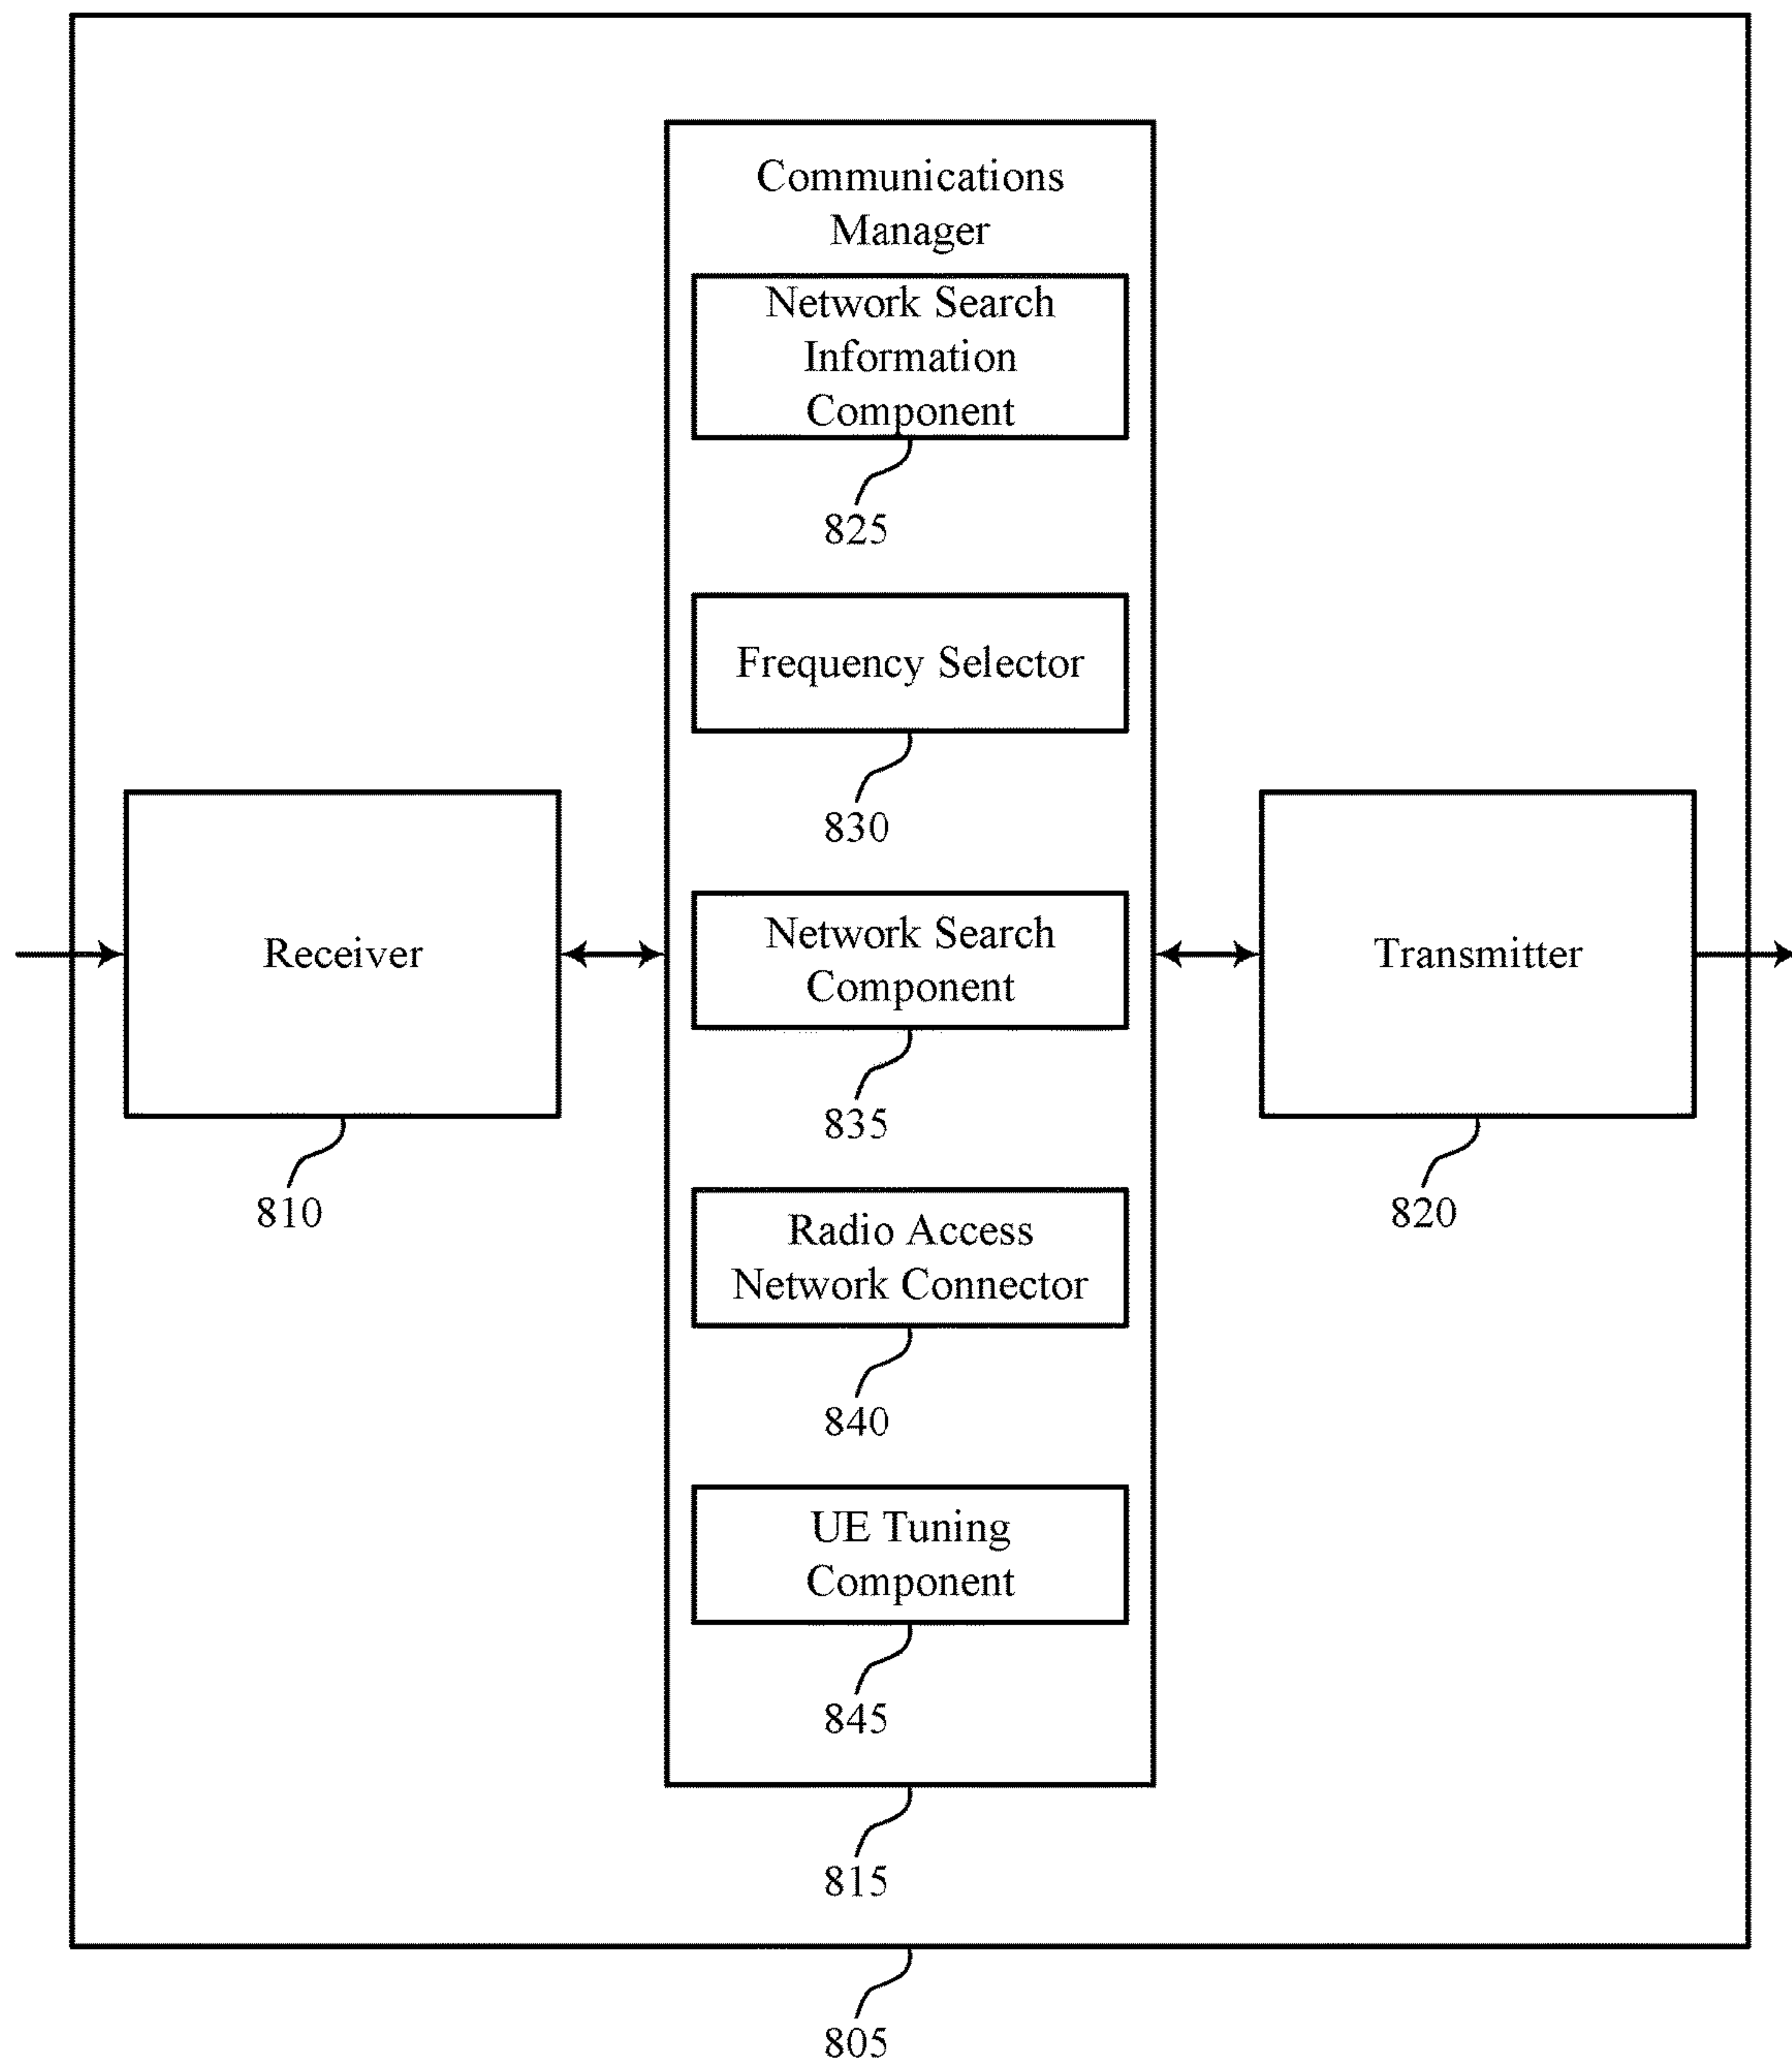 Communications
Manager
Network Search
Information
Component
825
Frequency Selector
830
Receiver
810
Network Search
Component
835
Transmitter
820
Radio Access
Network Connector
840
UE Tuning
Component
845
815
805